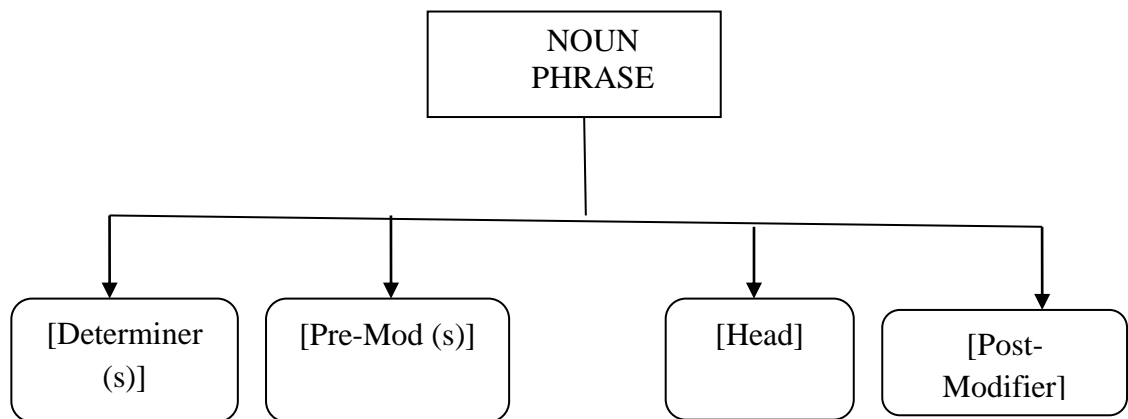 NOUN
PHRASE
[Determiner
(s)]
[Pre-Mod (s)]
[Head]
[Post-
Modifier]